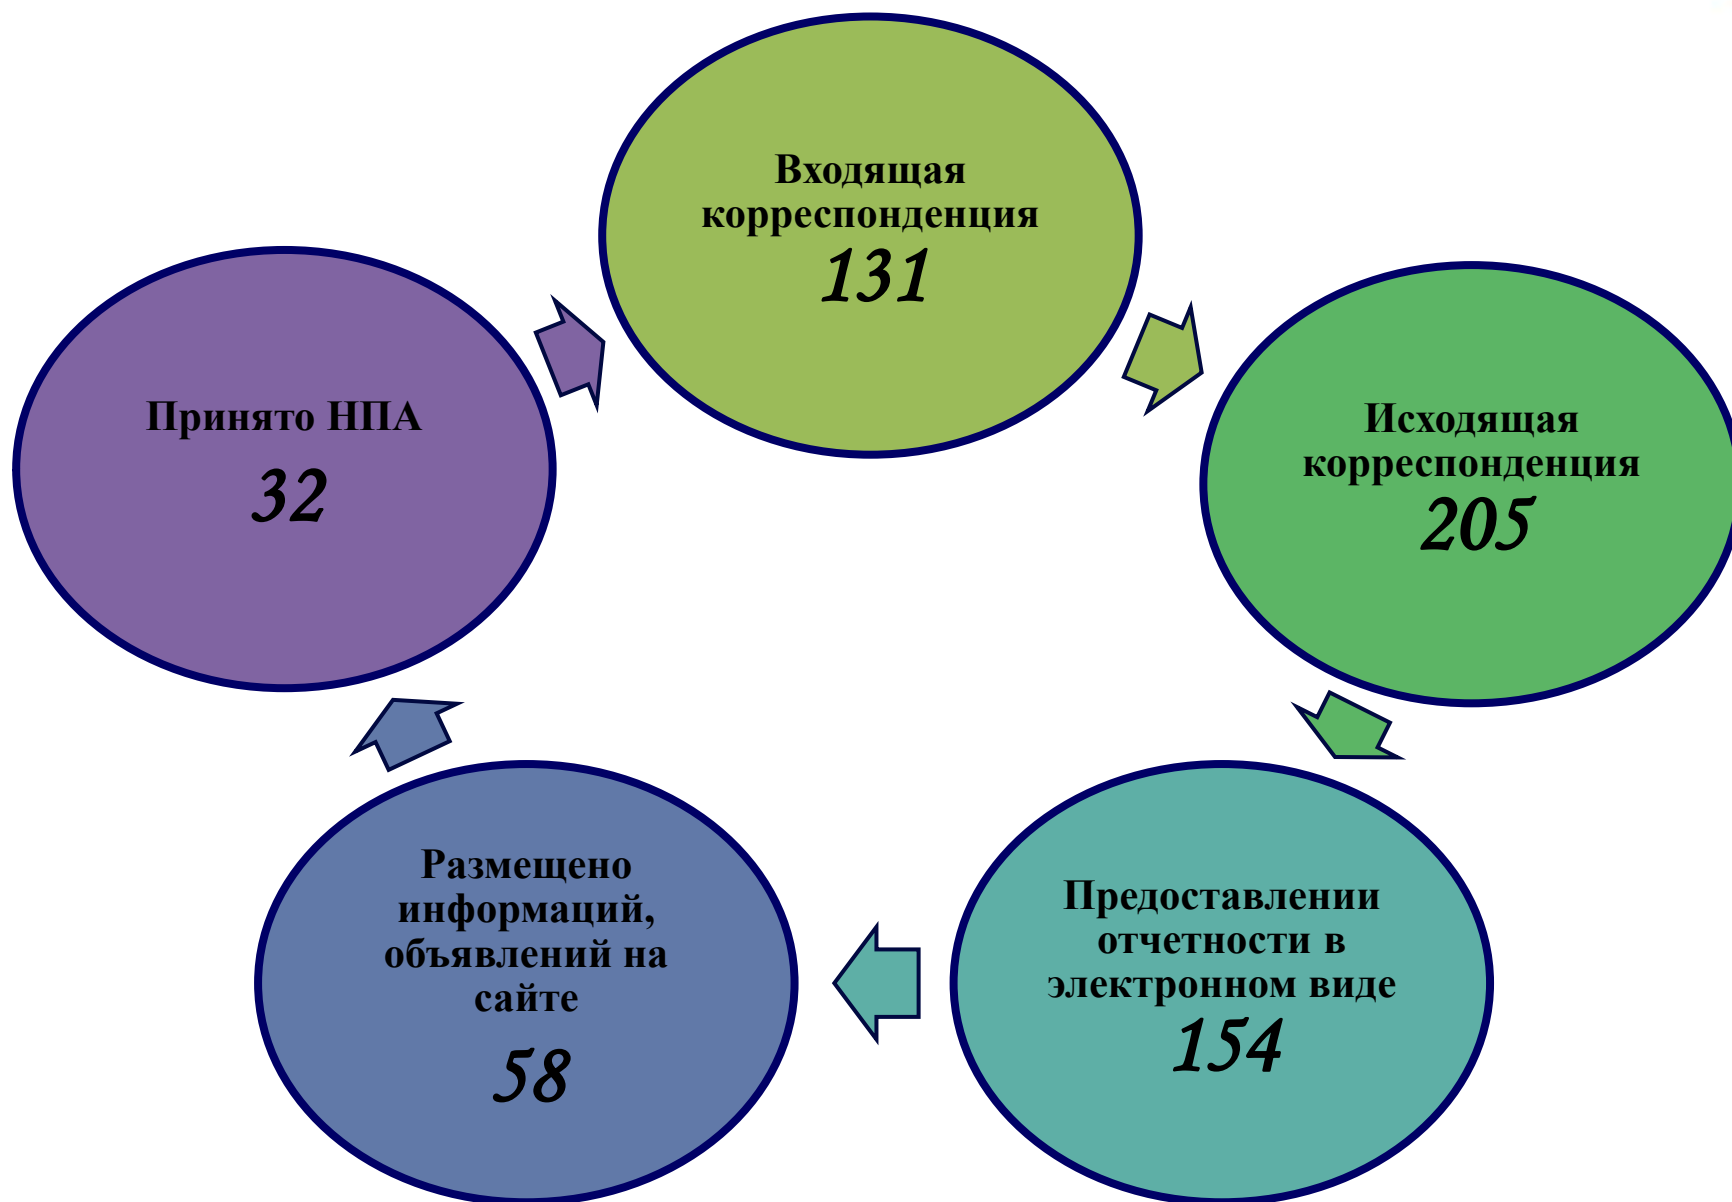 Входящая
корреспонденция
131
Исходящая
корреспонденция
205
Предоставлении
отчетности в
электронном виде
154
Размещено
информаций,
объявлений на
сайте
58
Принято НПА
32